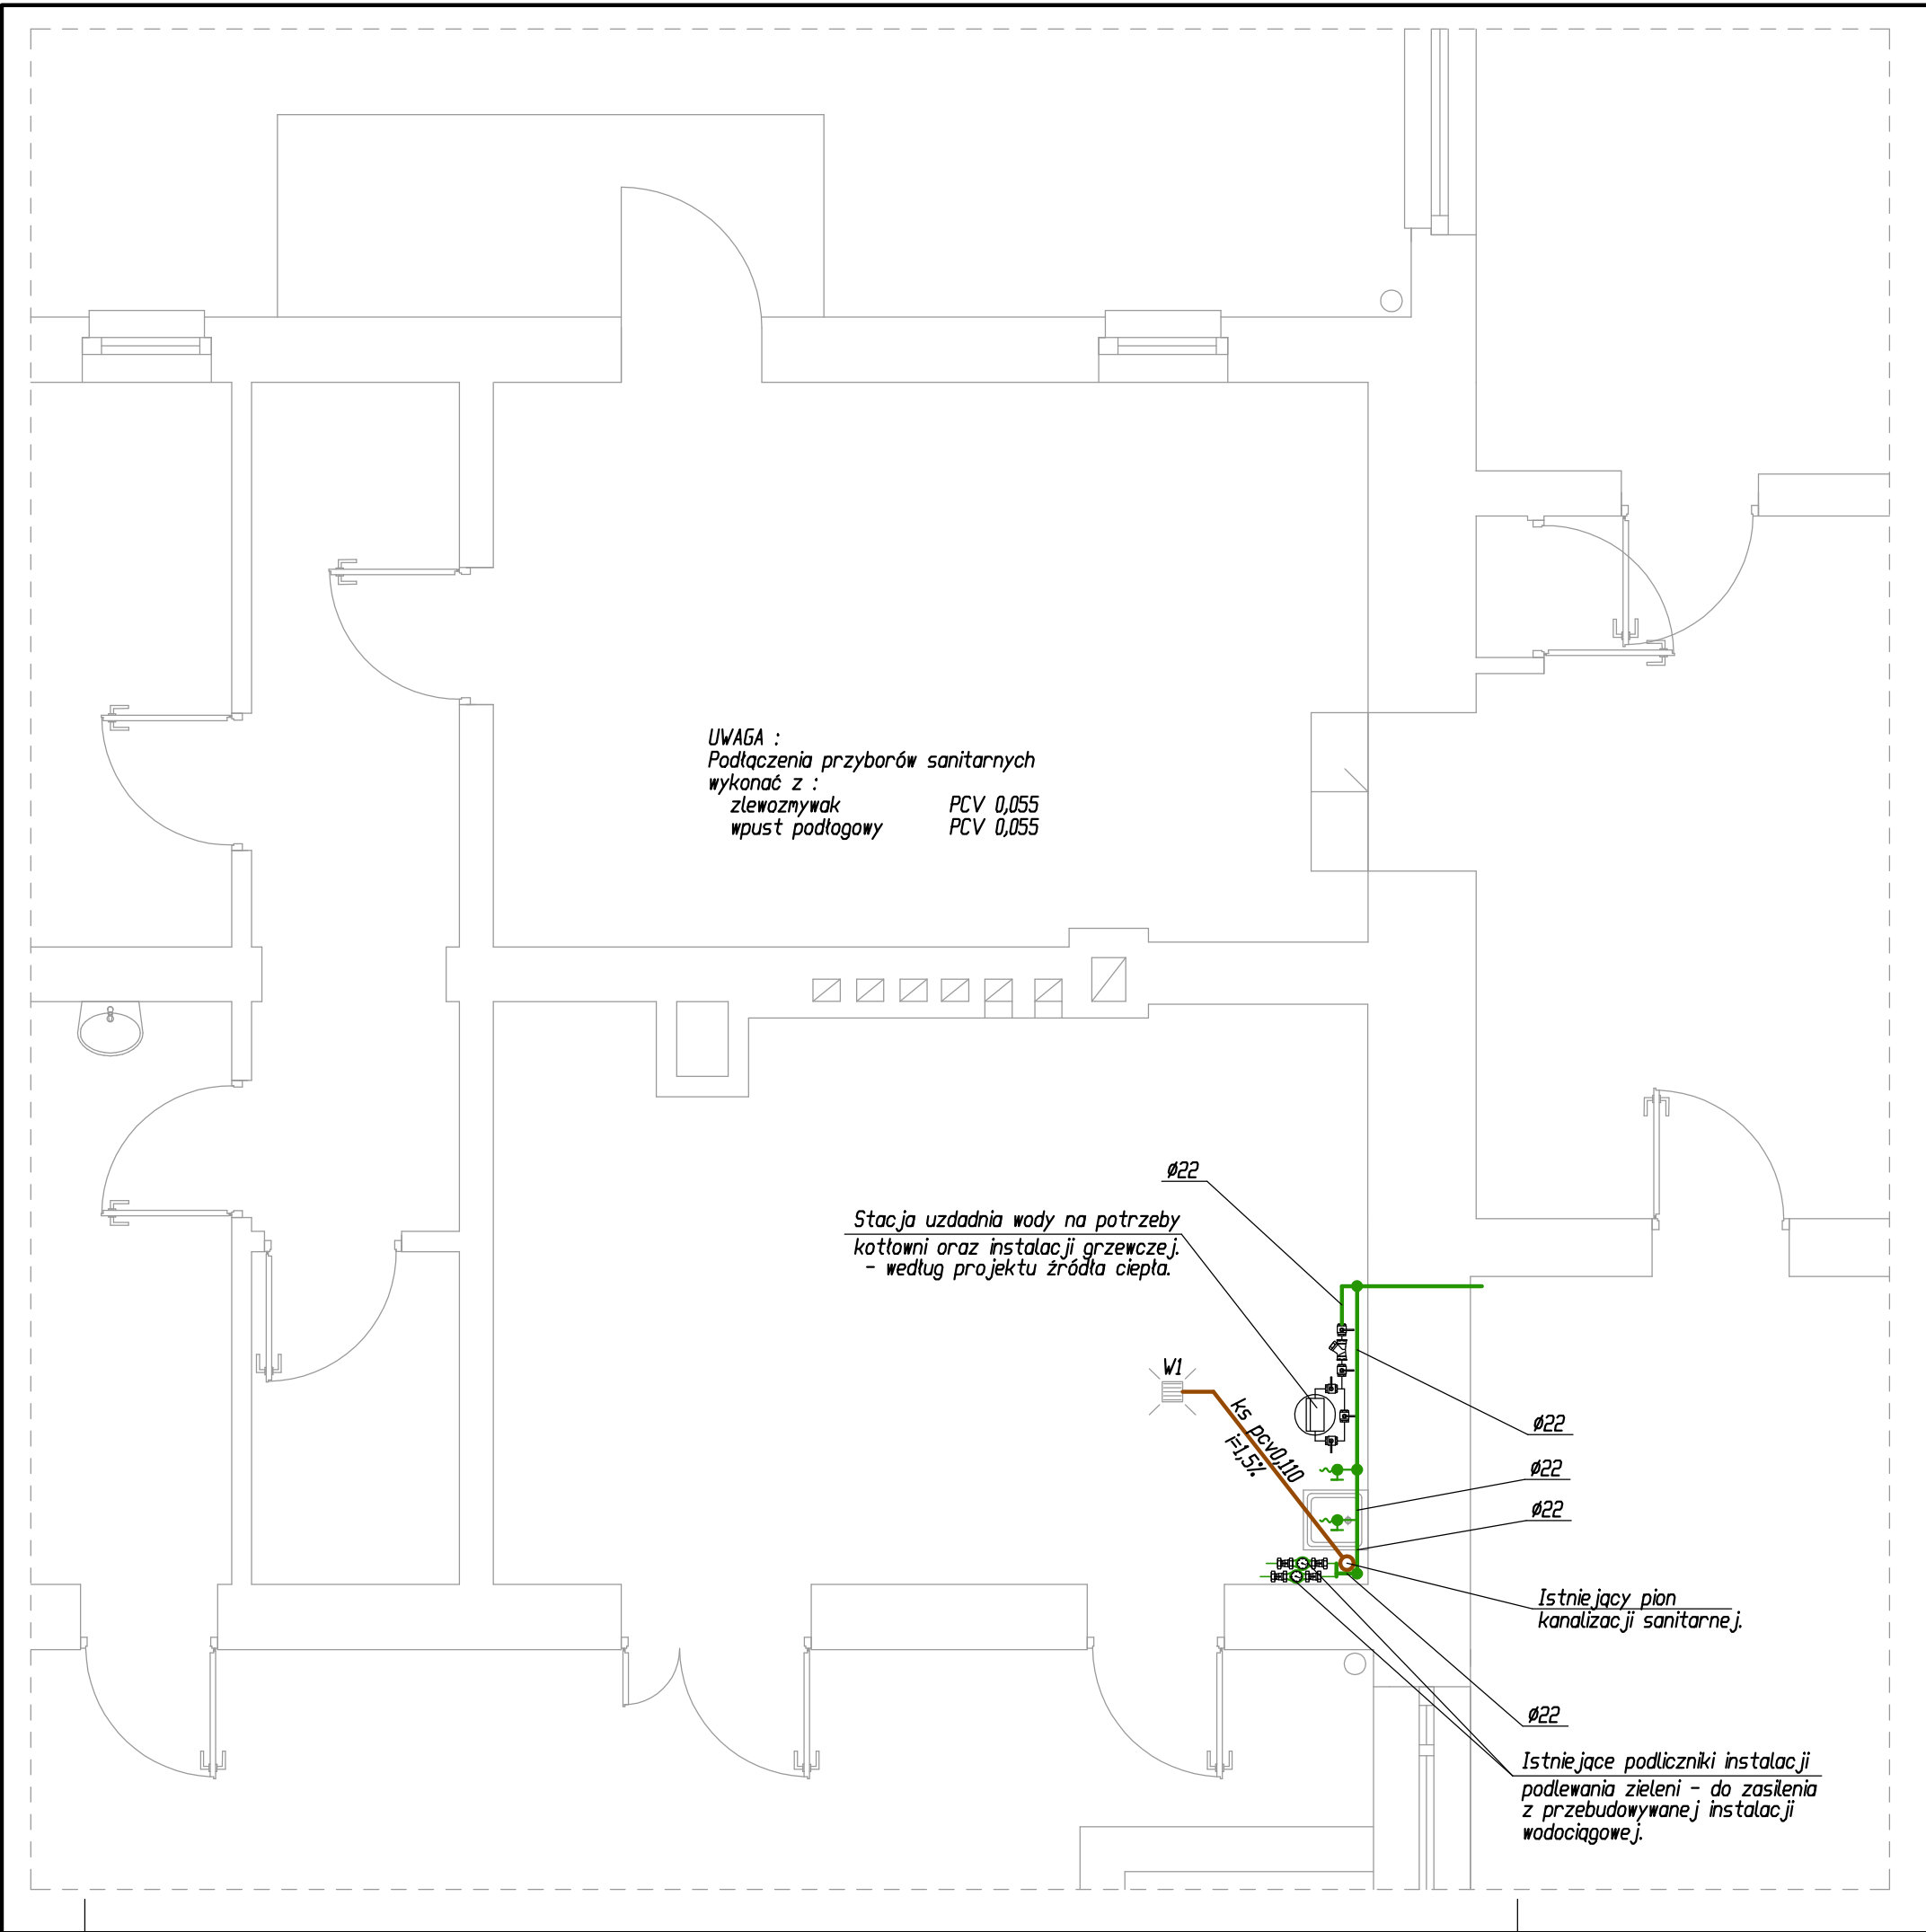 UWAGA :
Podłączenia przyborów sanitarnych
wykonać z :
zlewozmywak PCV 0,055
wpust podłogowy PCV 0,055
ø22
Stacja uzdadnia wody na potrzeby
kotłowni oraz instalacji grzewczej.
- według projektu źródła ciepła.
W1
ks pcv0,110
i=1,5%
ø22
ø22
ø22
Istniejący pion
kanalizacji sanitarnej.
ø22
Istniejące podliczniki instalacji
podlewania zieleni - do zasilenia
z przebudowywanej instalacji
wodociągowej.